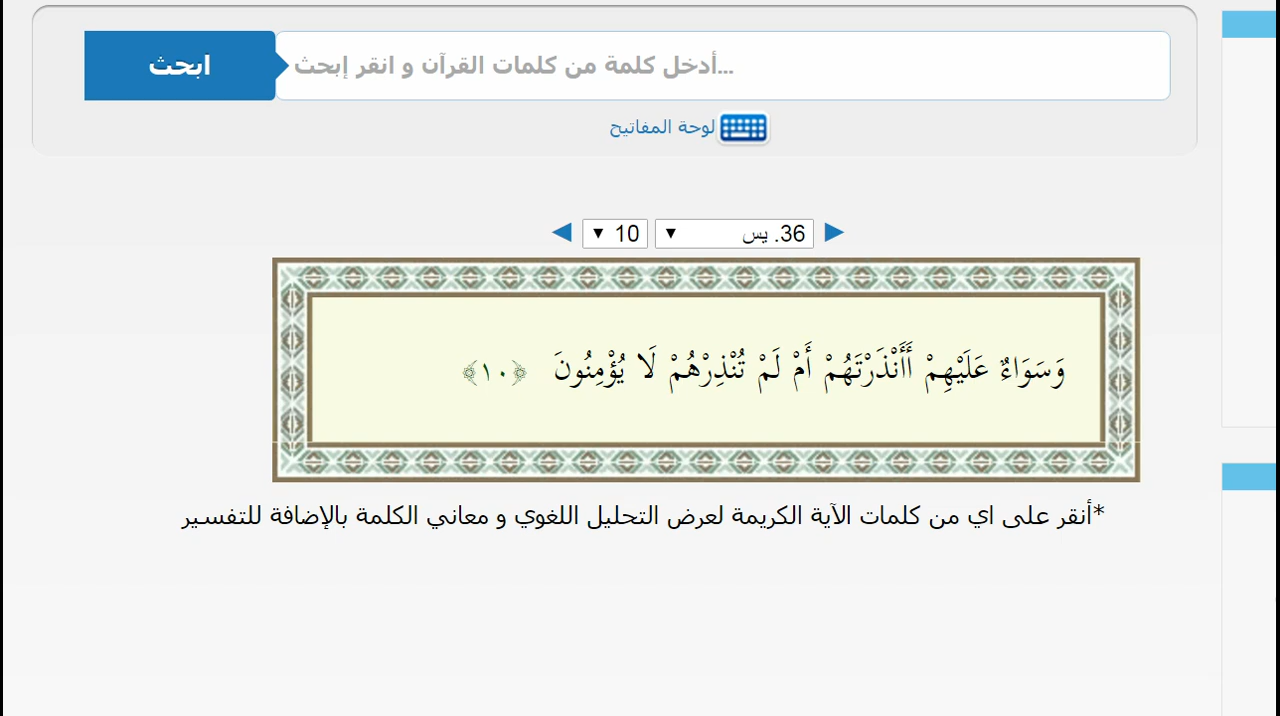 أدخل كلمة من كلمات القرآن و انقر إبحث...
ابحث
لوحة المفاتيح
36. يس
10
وَسَوَاءٌ عَلَيْهِمْ أَأَنْذَرْتَهُمْ أَمْ لَمْ تُنْذِرْهُمْ لَا يُؤْمِنُونَ ﴿١٠﴾
*أنقر على اي من كلمات الآية الكريمة لعرض التحليل اللغوي و معاني الكلمة بالإضافة للتفسير